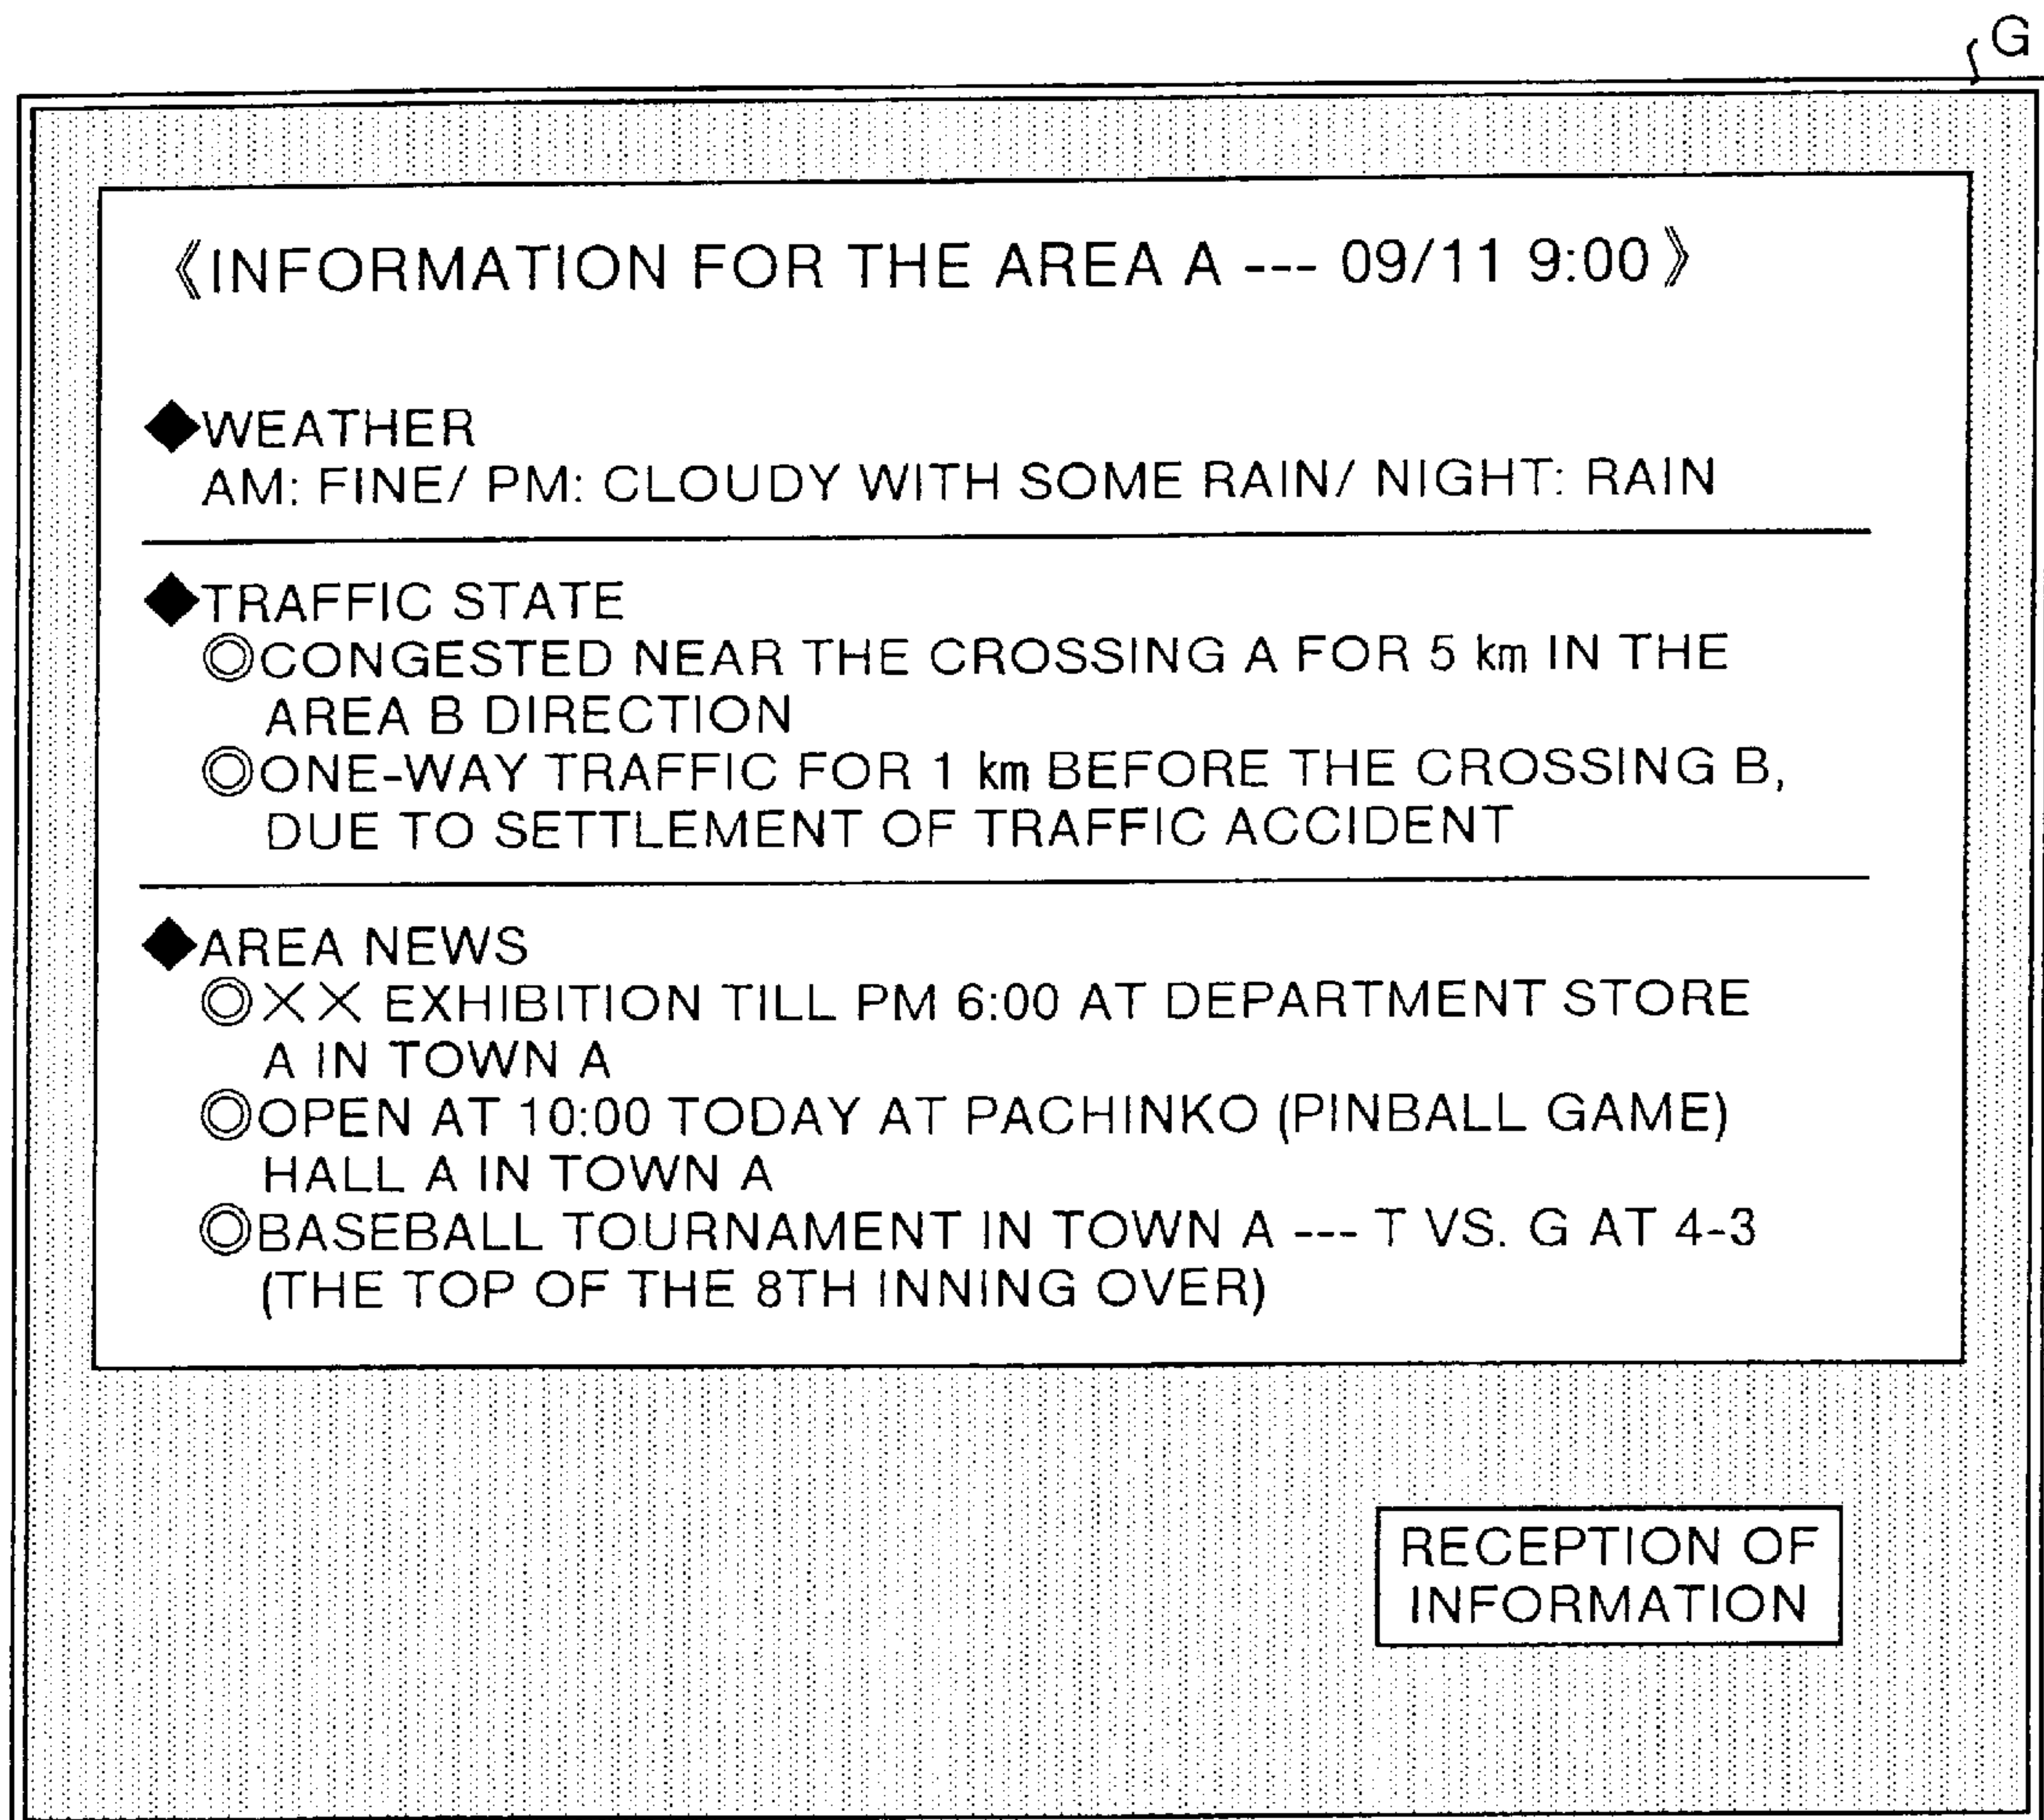 G
《INFORMATION FOR THE AREA A --- 09/11 9:00》
◆WEATHER
AM: FINE/ PM: CLOUDY WITH SOME RAIN/ NIGHT: RAIN
◆TRAFFIC STATE
◎CONGESTED NEAR THE CROSSING A FOR 5 km IN THE
AREA B DIRECTION
◎ONE-WAY TRAFFIC FOR 1 km BEFORE THE CROSSING B,
DUE TO SETTLEMENT OF TRAFFIC ACCIDENT
◆AREA NEWS
◎×× EXHIBITION TILL PM 6:00 AT DEPARTMENT STORE
A IN TOWN A
◎OPEN AT 10:00 TODAY AT PACHINKO (PINBALL GAME)
HALL A IN TOWN A
◎BASEBALL TOURNAMENT IN TOWN A --- T VS. G AT 4-3
(THE TOP OF THE 8TH INNING OVER)
RECEPTION OF
INFORMATION